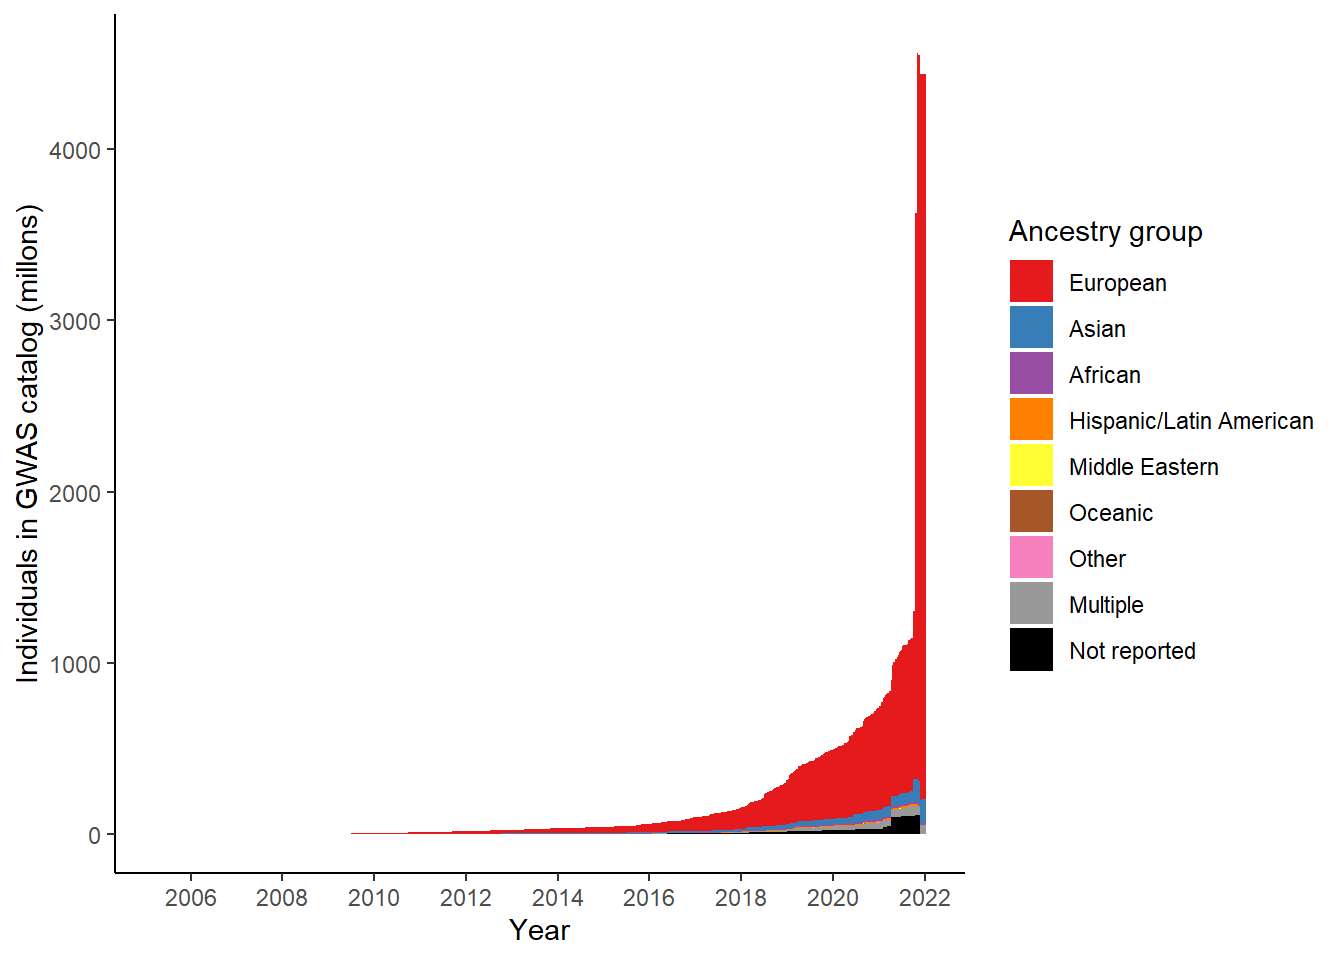 Individuals in GWAS catalog (millons)
4000
3000
2000
1000
0
2006 2008 2010 2012 2014 2016 2018 2020 2022
Year
Ancestry group
European
Asian
African
Hispanic/Latin American
Middle Eastern
Oceanic
Other
Multiple
Not reported